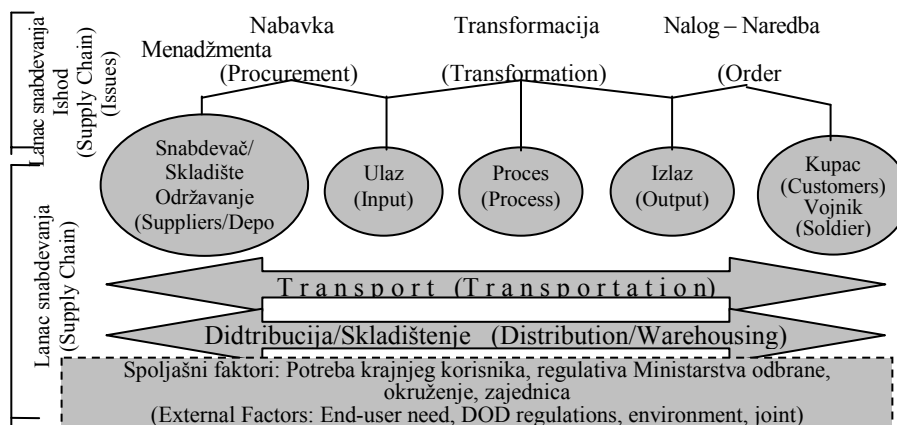 Lanac snabdevanja
Ishod
(Supply Chain)
(Issues)
Nabavka
Menadžmenta
(Procurement)
Transformacija
(Transformation)
Nalog – Naredba
(Order
Lanac snabdevanja
(Supply Chain)
Snabdevač/
Skladište
Održavanje
(Suppliers/Depo
Ulaz
(Input)
Proces
(Process)
Izlaz
(Output)
Kupac
(Customers)
Vojnik
(Soldier)
Transport (Transportation)
Didtribucija/Skladištenje (Distribution/Warehousing)
Spoljašni faktori: Potreba krajnjeg korisnika, regulativa Ministarstva odbrane,
okruženje, zajednica
(External Factors: End-user need, DOD regulations, environment, joint)